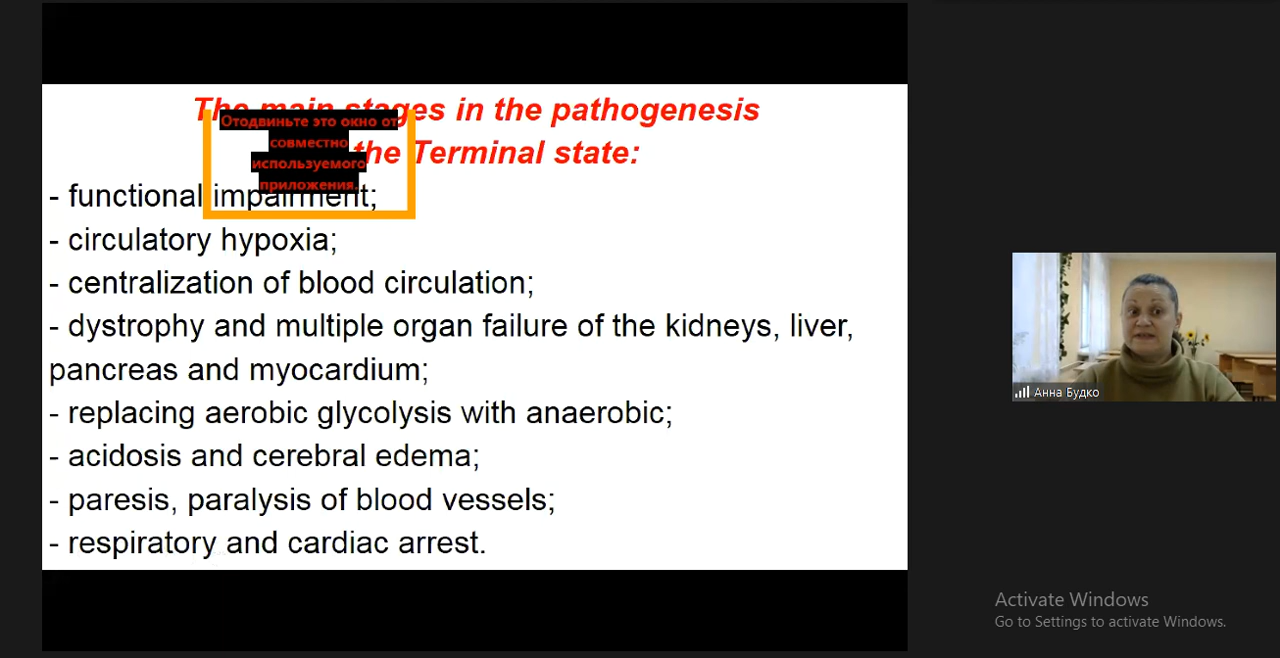 The main stages in the pathogenesis
the Terminal state:
Отодвиньте это окно от
совместно
используемого
приложения.
- functional impairment;
- circulatory hypoxia;
- centralization of blood circulation;
- dystrophy and multiple organ failure of the kidneys, liver,
pancreas and myocardium;
- replacing aerobic glycolysis with anaerobic;
- acidosis and cerebral edema;
- paresis, paralysis of blood vessels;
- respiratory and cardiac arrest.
Анна Будко
Activate Windows
Go to Settings to activate Windows.